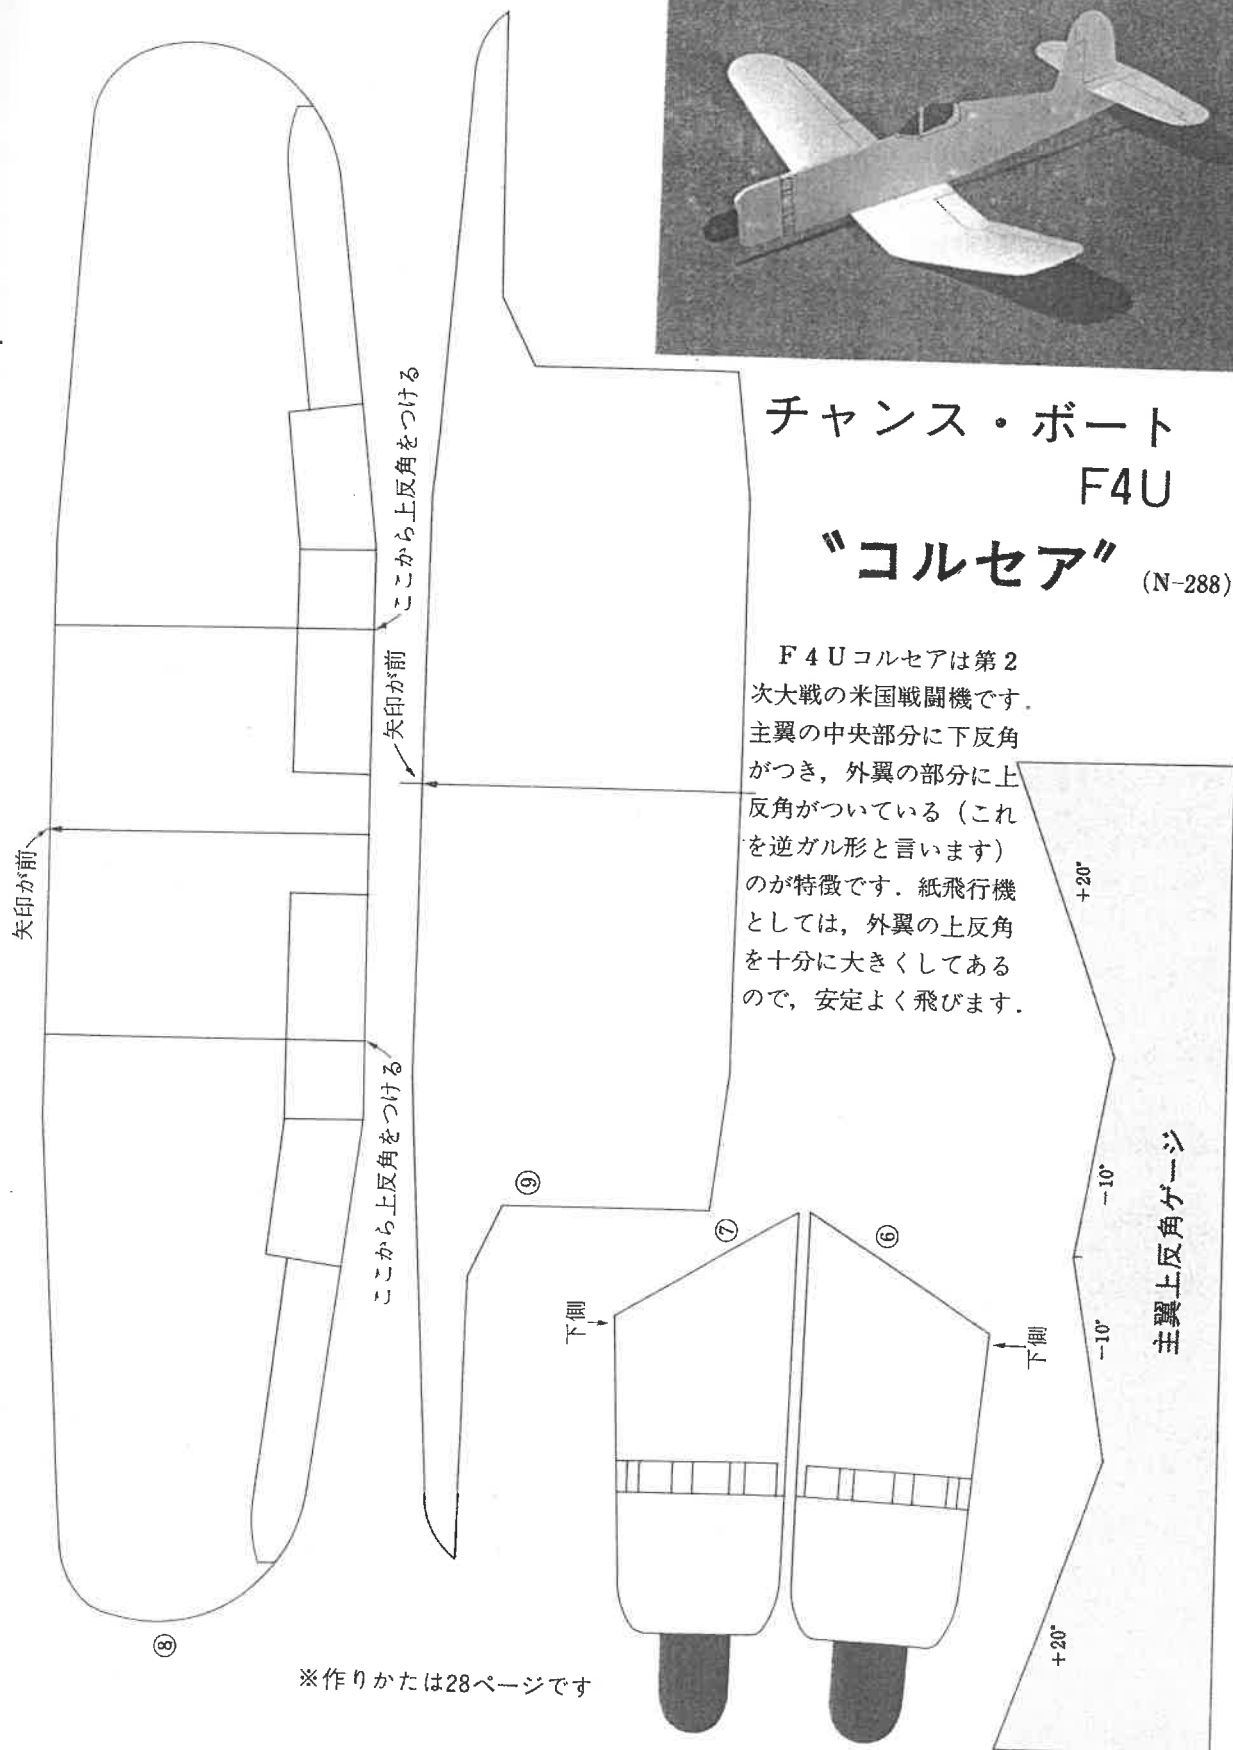 チャンス・ボート
F4U
〝コルセア〞 (N-288)
F4Uコルセアは第2
次大戦の米国戦闘機です.
主翼の中央部分に下反角
がつき, 外翼の部分に上
反角がついている (これ
を逆ガル形と言います)
のが特徴です. 紙飛行機
としては, 外翼の上反角
を十分に大きくしてある
ので, 安定よく飛びます.
ここから上反角をつける
矢印が前
矢印が前
ここから上反角をつける
⑨
⑦
⑥
下側
下側
+20°
-10°
-10°
+20°
主翼上反角ゲージ
⑧
※作りかたは28ページです